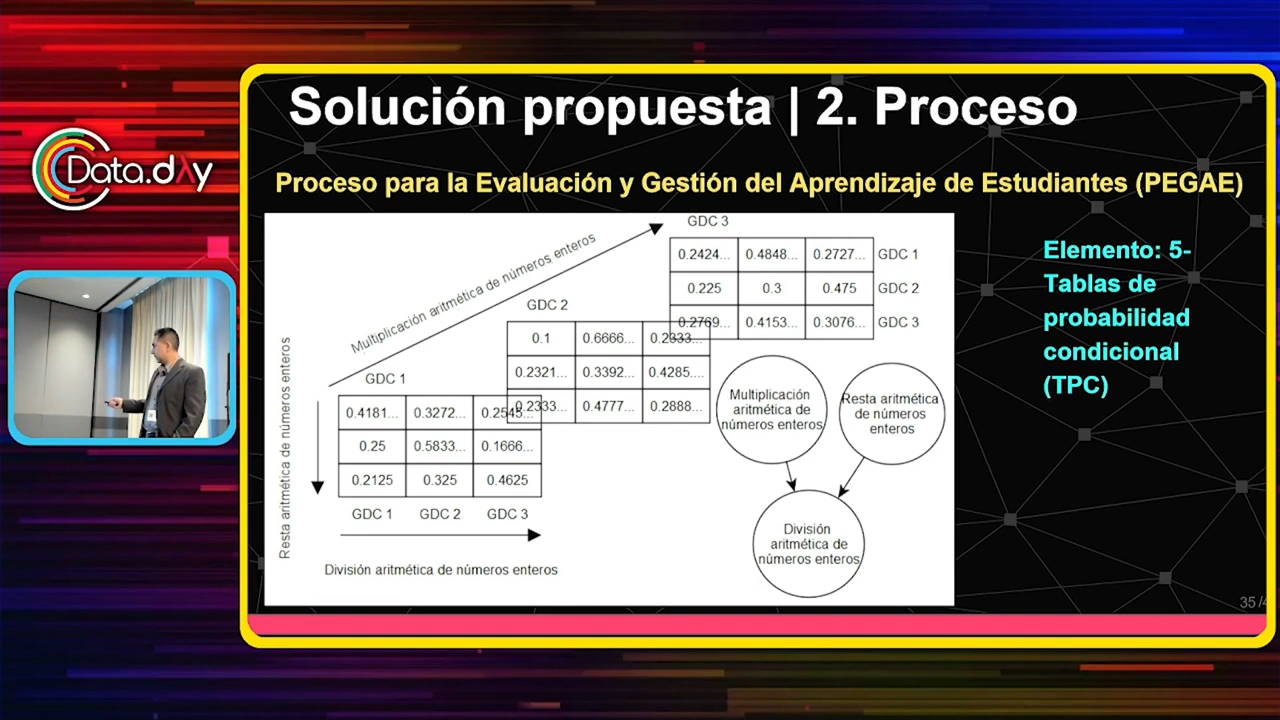 Solución propuesta | 2. Proceso
Data.dλy
Proceso para la Evaluación y Gestión del Aprendizaje de Estudiantes (PEGAE)
Elemento: 5-
Tablas de
probabilidad
condicional
(TPC)
Multiplicación aritmética de números enteros
GDC 3
0.2424... 0.4848... 0.2727... GDC 1
0.225 0.3 0.475 GDC 2
0.2769... 0.4153... 0.3076... GDC 3
GDC 2
0.1 0.6666... 0.2333...
0.2321... 0.3392... 0.4285....
0.2333... 0.4777... 0.2888...
GDC 1
0.4181... 0.3272... 0.2545...
0.25 0.5833... 0.1666...
0.2125 0.325 0.4625
GDC 1 GDC 2 GDC 3
Resta aritmética de números enteros
División aritmética de números enteros
Multiplicación
aritmética de
números enteros
Resta aritmética
de números
enteros
División
aritmética de
números enteros